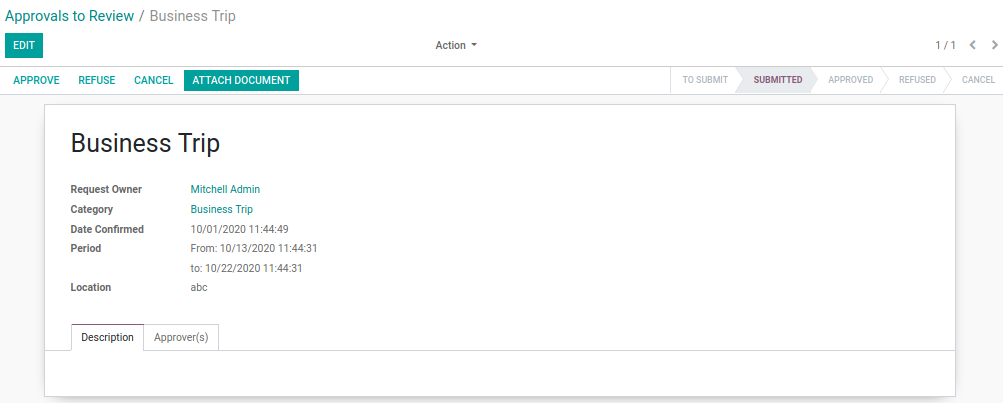 Approvals to Review / Business Trip
EDIT
Action
1 / 1
APPROVE REFUSE CANCEL ATTACH DOCUMENT
TO SUBMIT SUBMITTED APPROVED REFUSED CANCEL
Business Trip
Request Owner Mitchell Admin
Category Business Trip
Date Confirmed 10/01/2020 11:44:49
Period From: 10/13/2020 11:44:31
to: 10/22/2020 11:44:31
Location abc
Description Approver(s)